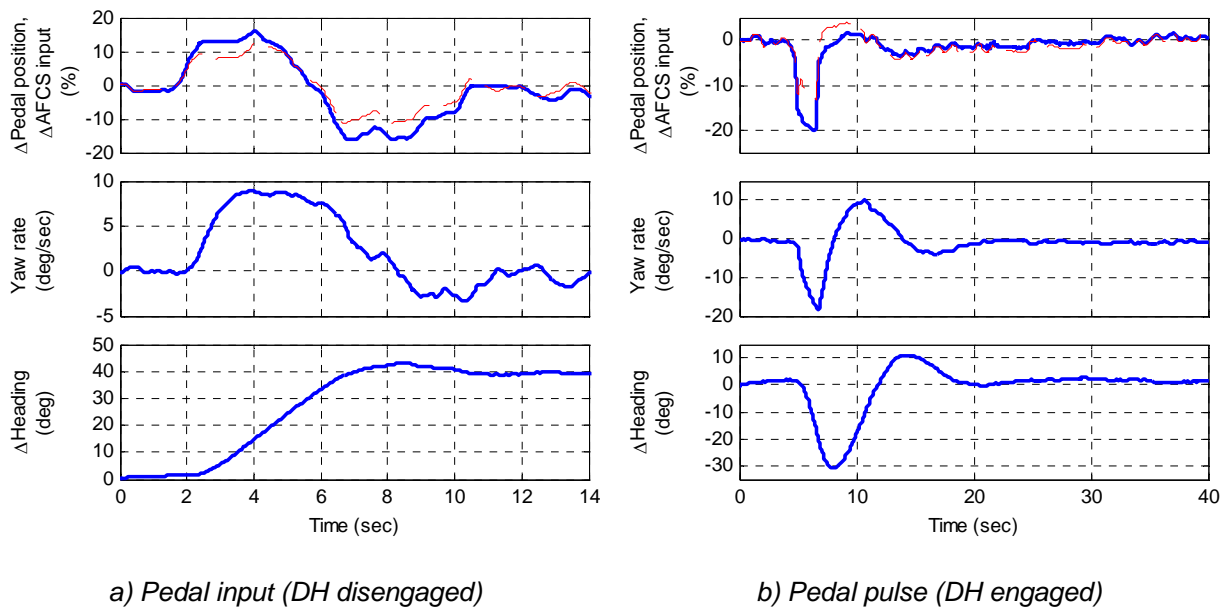 ΔPedal position,
ΔAFCS input
(%)
20
10
0
-10
-20
Yaw rate
(deg/sec)
10
5
0
-5
ΔHeading
(deg)
50
40
30
20
10
0
0 2 4 6 8 10 12 14
Time (sec)
a) Pedal input (DH disengaged)
ΔPedal position,
ΔAFCS input
(%)
0
-10
-20
Yaw rate
(deg/sec)
10
0
-10
-20
ΔHeading
(deg)
10
0
-10
-20
-30
0 10 20 30 40
Time (sec)
b) Pedal pulse (DH engaged)